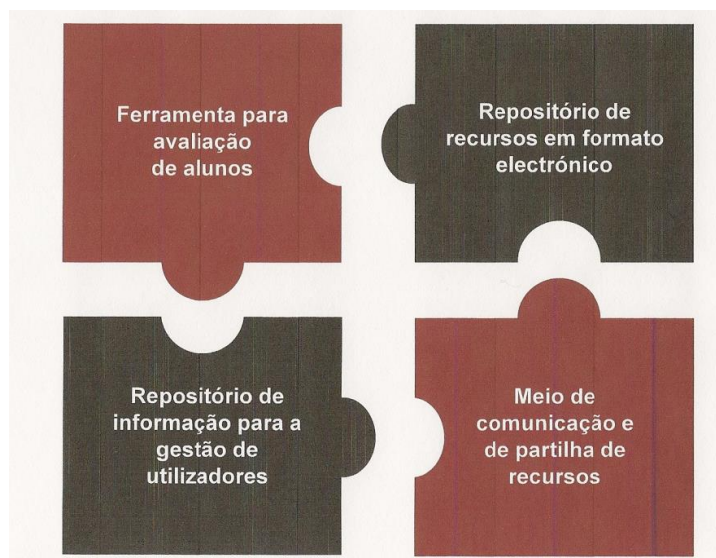 Ferramenta para
avaliação
de alunos
Repositório de
recursos em formato
electrónico
Repositório de
informação para a
gestão de
utilizadores
Meio de
comunicação e
de partilha de
recursos